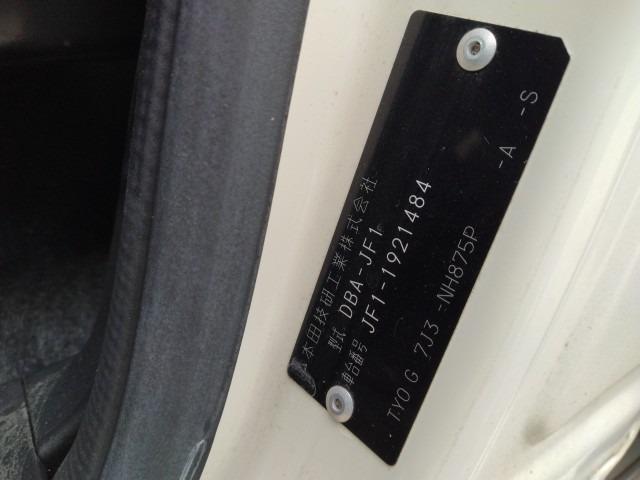 本田技研工業株式会社
型式 DBA-JF1
車台番号 JF1-1921484
TYO G 7J3 -NH875P -A -S